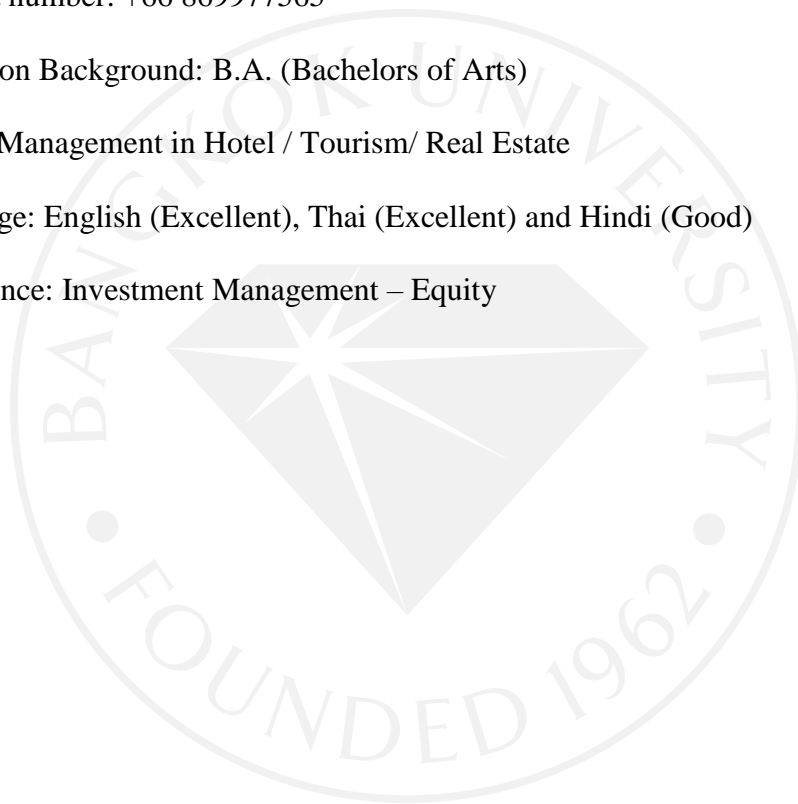 number:
on Background: B.A. (Bachelors of Arts)
Management in Hotel / Tourism/ Real Estate
ge: English (Excellent), Thai (Excellent) and Hindi (Good)
nce: Investment Management – Equity
BANGKOK UNIVERSITY
• FOUNDED 1962 •